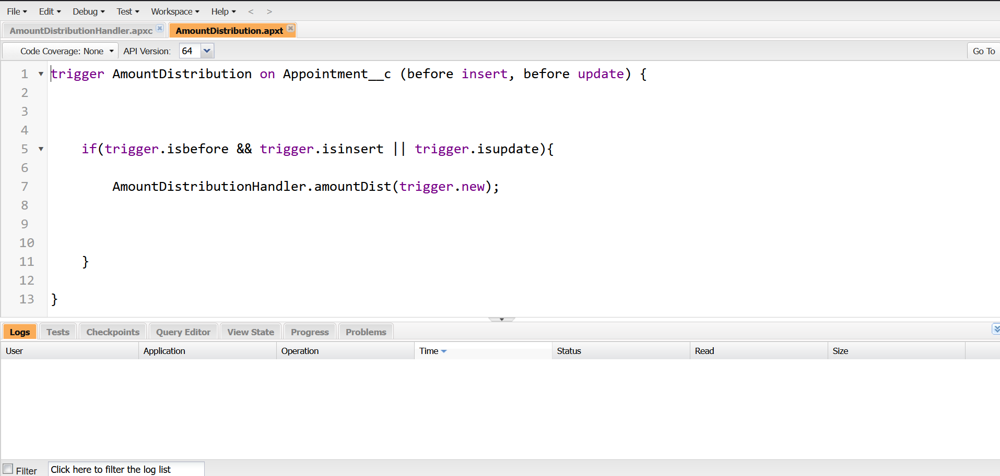 File Edit Debug Test Workspace Help < >
AmountDistributionHandler.apxc AmountDistribution.apxt
Code Coverage: None API Version: 64 Go To
1 trigger AmountDistribution on Appointment__c (before insert, before update) {
2
3
4
5 if(trigger.isbefore && trigger.isinsert || trigger.isupdate){
6
7 AmountDistributionHandler.amountDist(trigger.new);
8
9
10
11 }
12
13 }
Logs Tests Checkpoints Query Editor View State Progress Problems
User Application Operation Time Status Read Size
Filter Click here to filter the log list